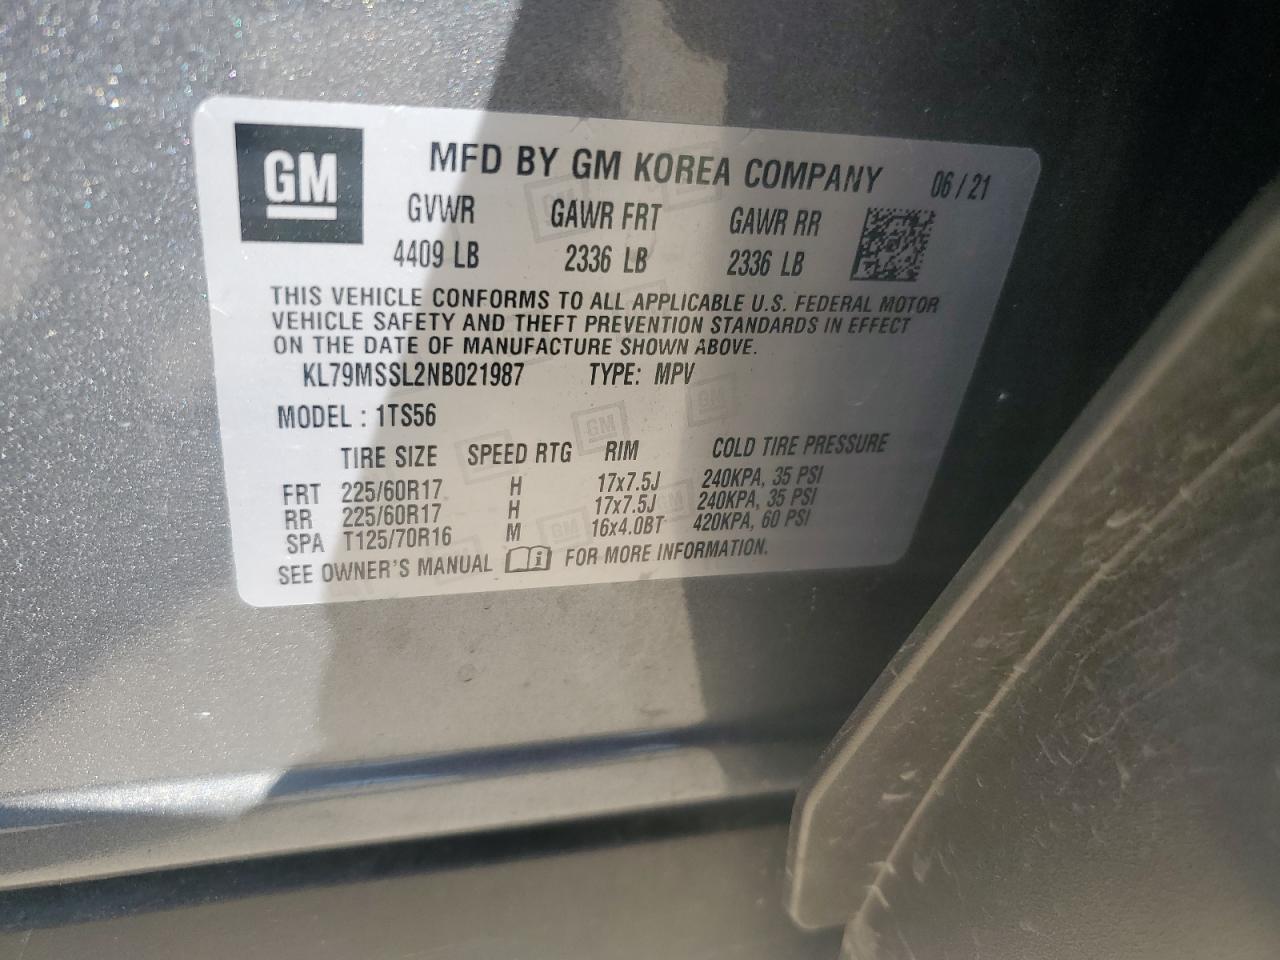 GM
MFD BY GM KOREA COMPANY 06 / 21
GVWR GAWR FRT GAWR RR
4409 LB 2336 LB 2336 LB
THIS VEHICLE CONFORMS TO ALL APPLICABLE U.S. FEDERAL MOTOR
VEHICLE SAFETY AND THEFT PREVENTION STANDARDS IN EFFECT
ON THE DATE OF MANUFACTURE SHOWN ABOVE.
KL79MSSL2NB021987 TYPE: MPV
MODEL : 1TS56
TIRE SIZE SPEED RTG RIM COLD TIRE PRESSURE
FRT 225/60R17 H 17x7.5J 240KPA, 35 PSI
RR 225/60R17 H 17x7.5J 240KPA, 35 PSI
SPA T125/70R16 M 16x4.0BT 420KPA, 60 PSI
SEE OWNER'S MANUAL i FOR MORE INFORMATION.